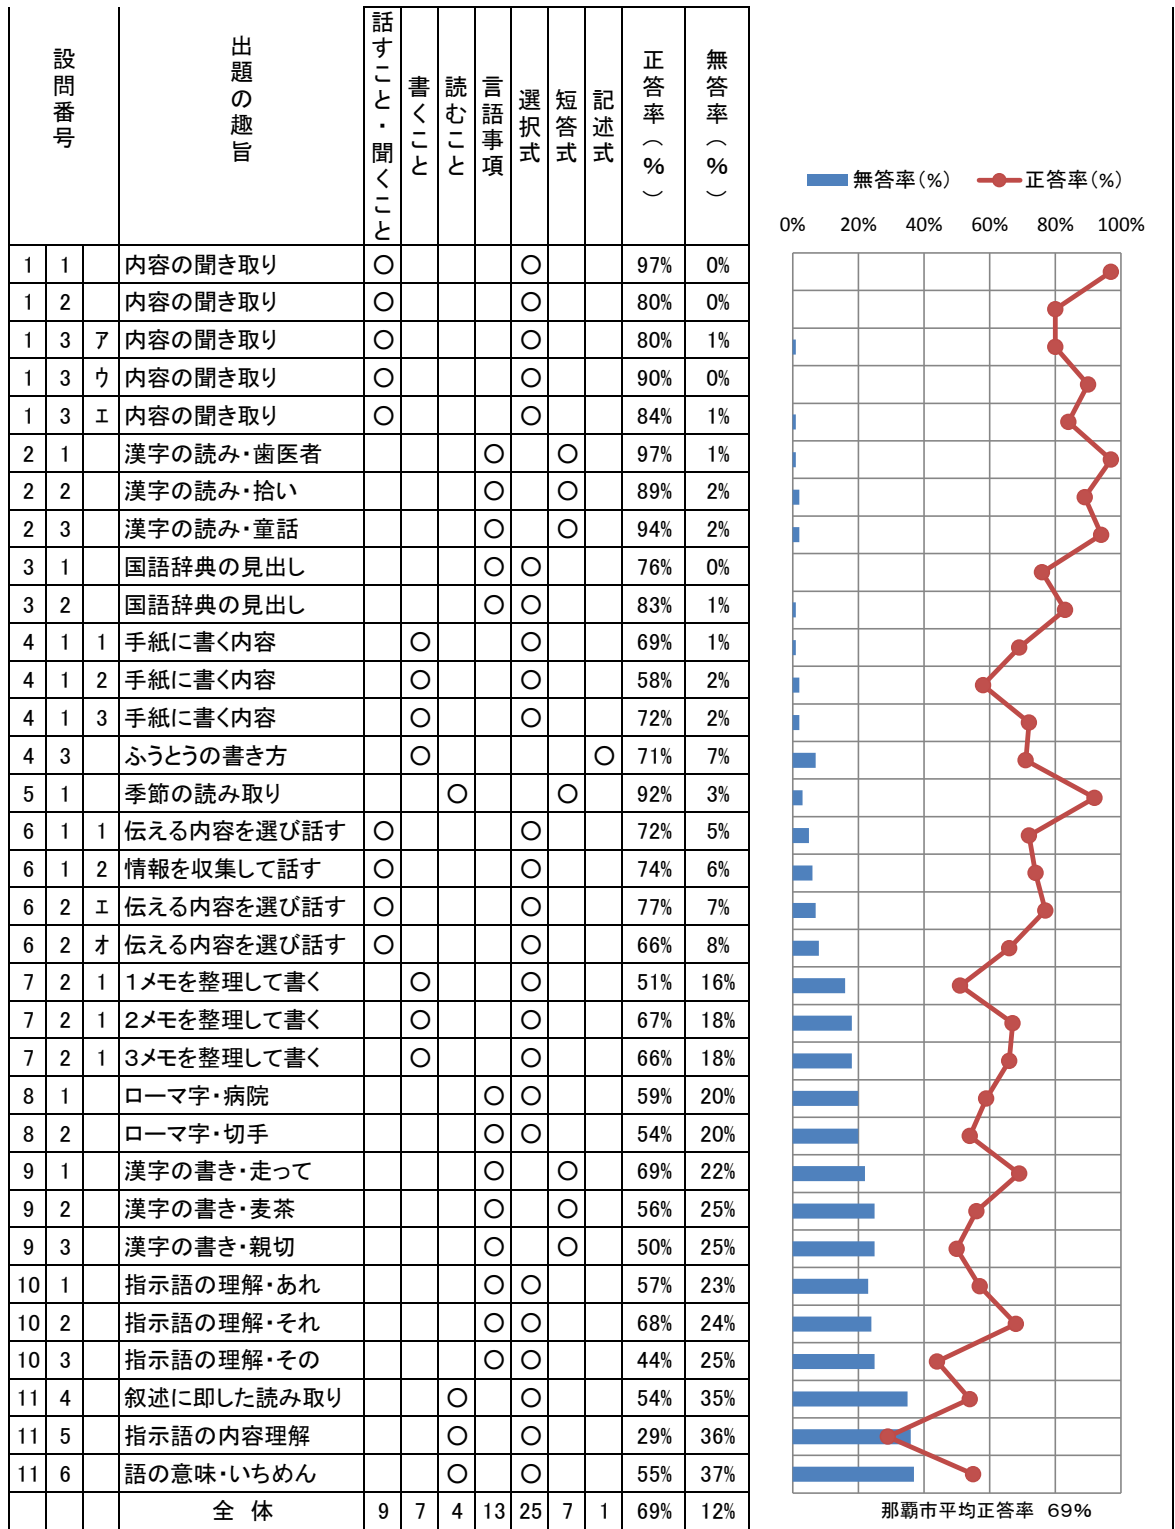 設問番号 出題の趣旨 話すこと・聞くこと 書くこと 読むこと 言語事項 選択式 短答式 記述式 正答率(%) 無答率(%)
無答率(%) 正答率(%)
0% 20% 40% 60% 80% 100%
1 1 内容の聞き取り ○ ○ 97% 0%
1 2 内容の聞き取り ○ ○ 80% 0%
1 3 ア 内容の聞き取り ○ ○ 80% 1%
1 3 ウ 内容の聞き取り ○ ○ 90% 0%
1 3 エ 内容の聞き取り ○ ○ 84% 1%
2 1 漢字の読み・歯医者 ○ ○ 97% 1%
2 2 漢字の読み・拾い ○ ○ 89% 2%
2 3 漢字の読み・童話 ○ ○ 94% 2%
3 1 国語辞典の見出し ○ ○ 76% 0%
3 2 国語辞典の見出し ○ ○ 83% 1%
4 1 1 手紙に書く内容 ○ ○ 69% 1%
4 1 2 手紙に書く内容 ○ ○ 58% 2%
4 1 3 手紙に書く内容 ○ ○ 72% 2%
4 3 ふうとうの書き方 ○ ○ 71% 7%
5 1 季節の読み取り ○ ○ 92% 3%
6 1 1 伝える内容を選び話す ○ ○ 72% 5%
6 1 2 情報を収集して話す ○ ○ 74% 6%
6 2 エ 伝える内容を選び話す ○ ○ 77% 7%
6 2 オ 伝える内容を選び話す ○ ○ 66% 8%
7 2 1 1メモを整理して書く ○ ○ 51% 16%
7 2 1 2メモを整理して書く ○ ○ 67% 18%
7 2 1 3メモを整理して書く ○ ○ 66% 18%
8 1 ローマ字・病院 ○ ○ 59% 20%
8 2 ローマ字・切手 ○ ○ 54% 20%
9 1 漢字の書き・走って ○ ○ 69% 22%
9 2 漢字の書き・麦茶 ○ ○ 56% 25%
9 3 漢字の書き・親切 ○ ○ 50% 25%
10 1 指示語の理解・あれ ○ ○ 57% 23%
10 2 指示語の理解・それ ○ ○ 68% 24%
10 3 指示語の理解・その ○ ○ 44% 25%
11 4 叙述に即した読み取り ○ ○ 54% 35%
11 5 指示語の内容理解 ○ ○ 29% 36%
11 6 語の意味・いちめん ○ ○ 55% 37%
全 体 9 7 4 13 25 7 1 69% 12%
那覇市平均正答率 69%